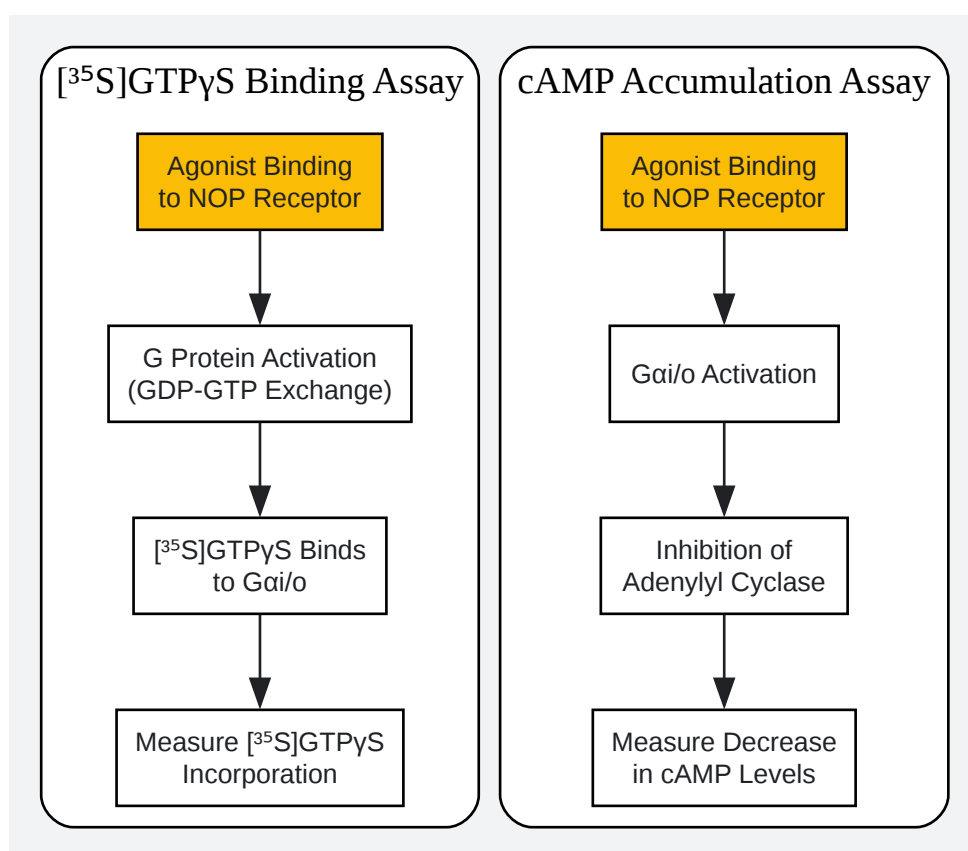 [³⁵S]GTPγS Binding Assay
Agonist Binding
to NOP Receptor
G Protein Activation
(GDP-GTP Exchange)
[³⁵S]GTPγS Binds
to Gαi/o
Measure [³⁵S]GTPγS
Incorporation
cAMP Accumulation Assay
Agonist Binding
to NOP Receptor
Gαi/o Activation
Inhibition of
Adenylyl Cyclase
Measure Decrease
in cAMP Levels